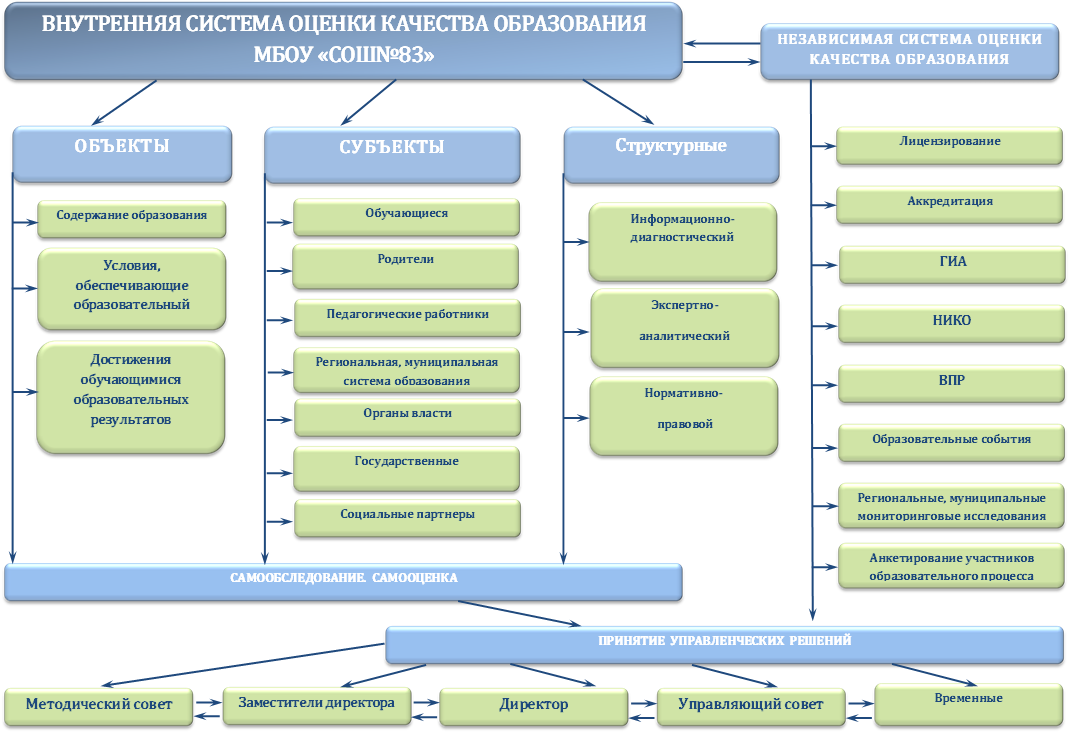 ВНУТРЕННЯЯ СИСТЕМА ОЦЕНКИ КАЧЕСТВА ОБРАЗОВАНИЯ
МБОУ «СОШ№83»
НЕЗАВИСИМАЯ СИСТЕМА ОЦЕНКИ
КАЧЕСТВА ОБРАЗОВАНИЯ
ОБЪЕКТЫ
Содержание образования
Условия,
обеспечивающие
образовательный
Достижения
обучающимися
образовательных
результатов
СУБЪЕКТЫ
Обучающиеся
Родители
Педагогические работники
Региональная, муниципальная
система образования
Органы власти
Государственные
Социальные партнеры
Структурные
Информационно-
диагностический
Экспертно-
аналитический
Нормативно-
правовой
Лицензирование
Аккредитация
ГИА
НИКО
ВПР
Образовательные события
Региональные, муниципальные
мониторинговые исследования
Анкетирование участников
образовательного процесса
САМООБСЛЕДОВАНИЕ. САМООЦЕНКА
ПРИНЯТИЕ УПРАВЛЕНЧЕСКИХ РЕШЕНИЙ
Методический совет
Заместители директора
Директор
Управляющий совет
Временные